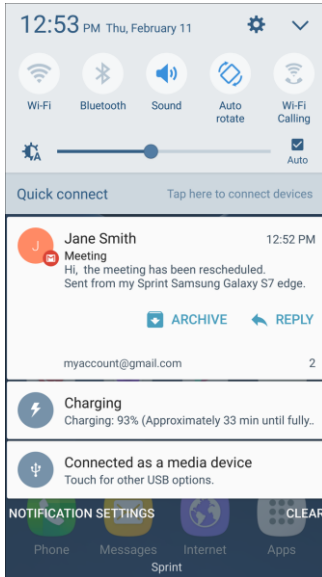 12:53 PM Thu, February 11
Wi-Fi Bluetooth Sound Auto rotate Wi-Fi Calling
A Auto
Quick connect Tap here to connect devices
J Jane Smith 12:52 PM
Meeting
Hi, the meeting has been rescheduled.
Sent from my Sprint Samsung Galaxy S7 edge.
ARCHIVE REPLY
myaccount@gmail.com 2
Charging
Charging: 93% (Approximately 33 min until fully..
Connected as a media device
Touch for other USB options.
NOTIFICATION SETTINGS CLEAR
Phone Messages Internet Apps
Sprint